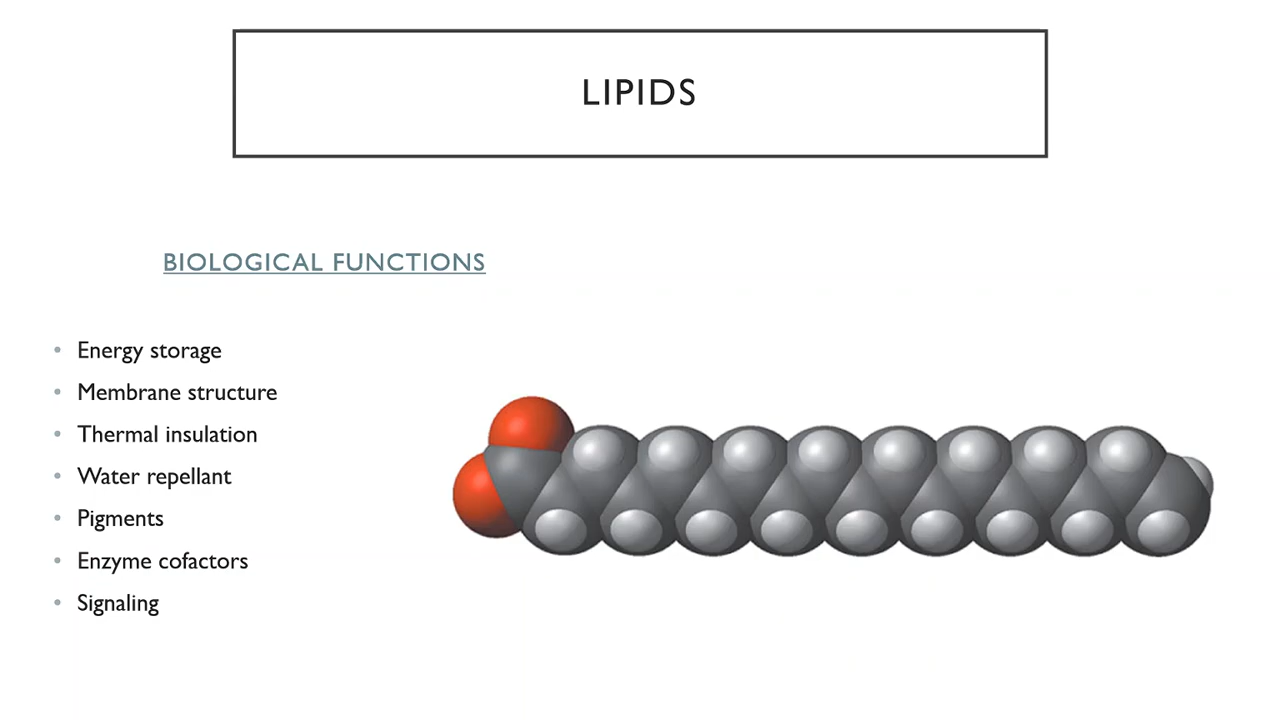 LIPIDS
BIOLOGICAL FUNCTIONS
• Energy storage
• Membrane structure
• Thermal insulation
• Water repellant
• Pigments
• Enzyme cofactors
• Signaling